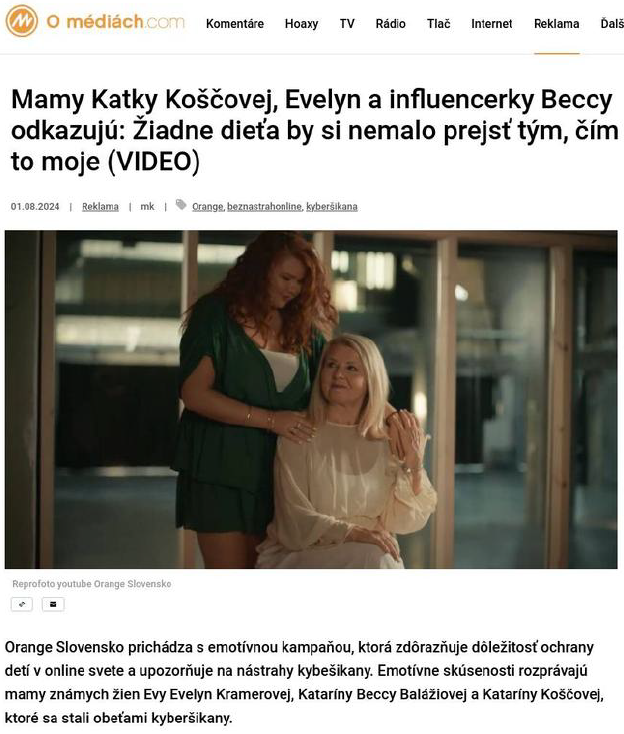 O médiách.com
Komentáre Hoaxy TV Rádio Tlač Internet Reklama Ďalš
Mamy Katky Koščovej, Evelyn a influencerky Beccy
odkazujú: Žiadne dieťa by si nemalo prejsť tým, čím
to moje (VIDEO)
01.08.2024 | Reklama | mk | Orange, beznastrahonline, kyberšikana
Reprofoto youtube Orange Slovensko
Orange Slovensko prichádza s emotívnou kampaňou, ktorá zdôrazňuje dôležitosť ochrany
detí v online svete a upozorňuje na nástrahy kybešikany. Emotívne skúsenosti rozprávajú
mamy známych žien Evy Evelyn Kramerovej, Kataríny Beccy Balážiovej a Kataríny Koščovej,
ktoré sa stali obeťami kyberšikany.